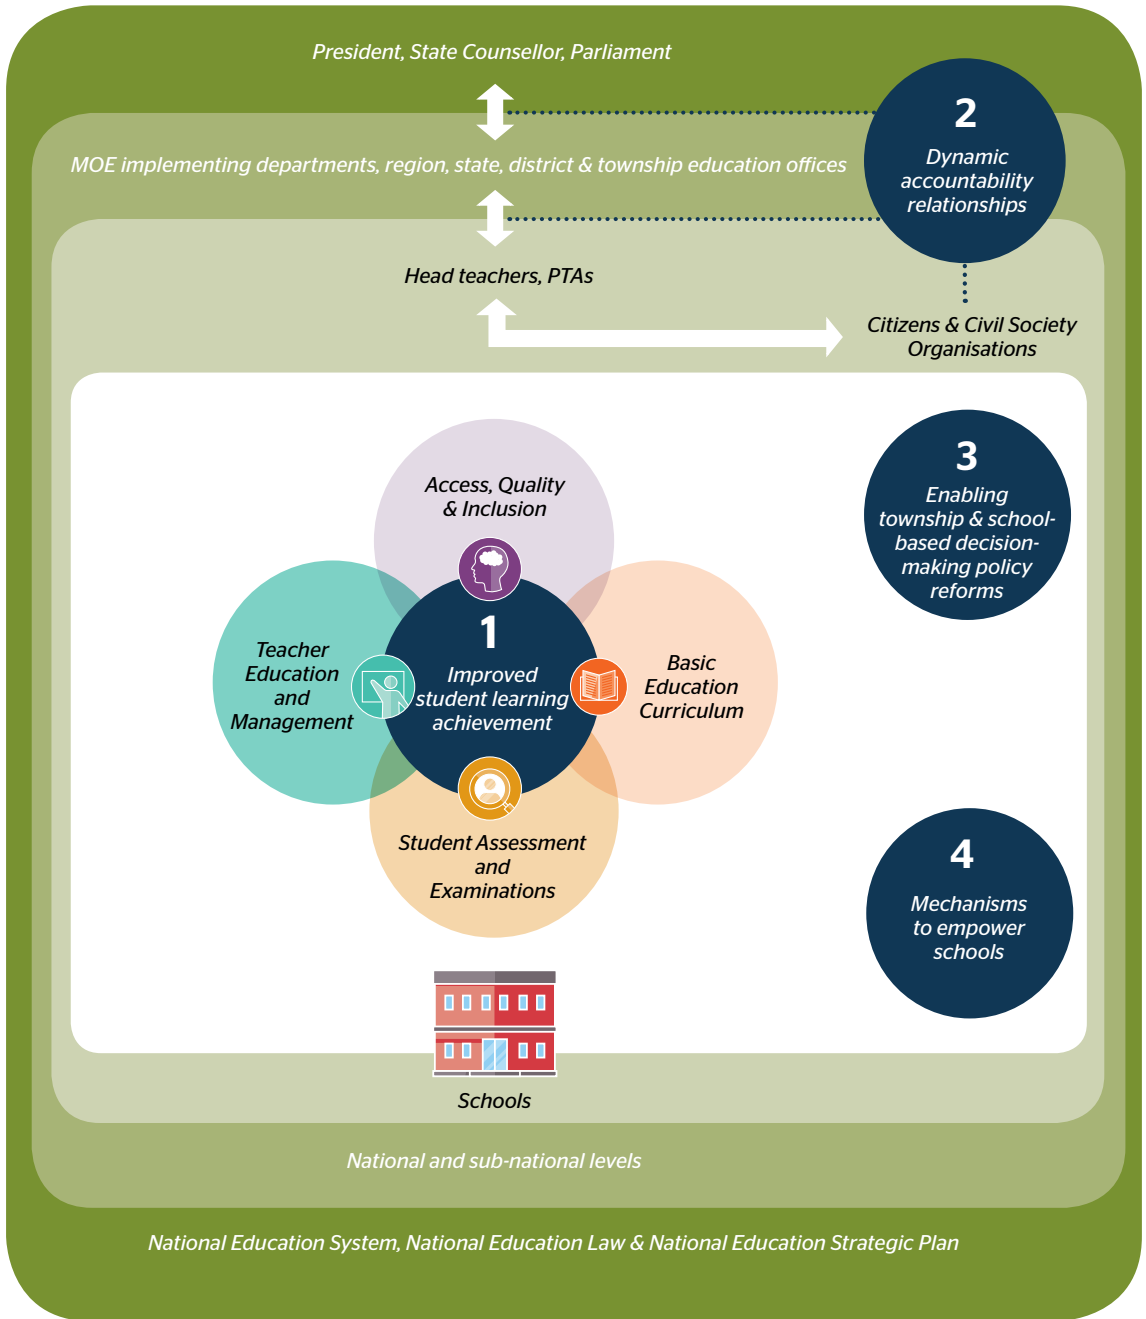 President, State Counsellor, Parliament
2
Dynamic
accountability
relationships
MOE implementing departments, region, state, district & township education offices
Head teachers, PTAs
Citizens & Civil Society
Organisations
Access, Quality
& Inclusion
3
Enabling
township & school-
based decision-
making policy
reforms
Teacher
Education
and
Management
1
Improved
student learning
achievement
Basic
Education
Curriculum
Student Assessment
and
Examinations
4
Mechanisms
to empower
schools
Schools
National and sub-national levels
National Education System, National Education Law & National Education Strategic Plan